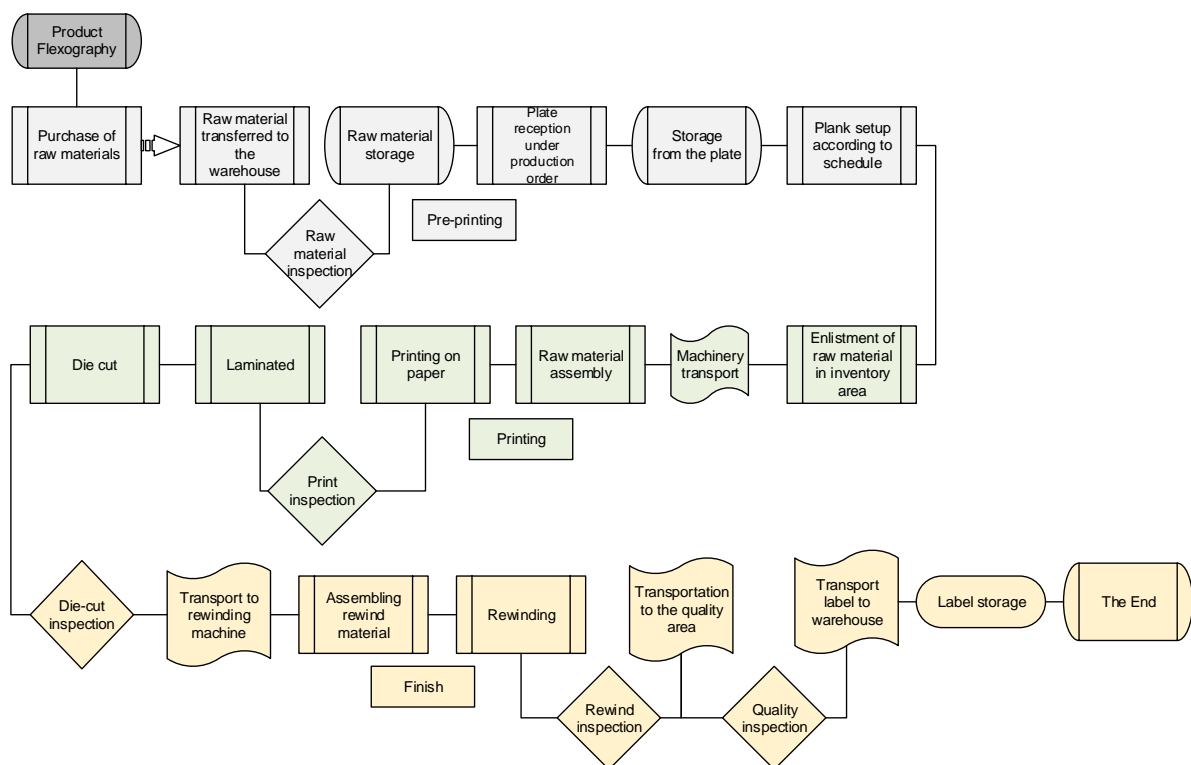 Product
Flexography
Purchase of
raw materials
Raw material
transferred to
the
warehouse
Raw material
storage
Plate
reception
under
production
order
Storage
from the plate
Plank setup
according to
schedule
Raw
material
inspection
Pre-printing
Die cut
Laminated
Printing on
paper
Raw material
assembly
Machinery
transport
Enlistment of
raw material
in inventory
area
Printing
Print
inspection
Die-cut
inspection
Transport to
rewinding
machine
Assembling
rewind
material
Rewinding
Transportation
to the quality
area
Transport
label to
warehouse
Label storage
The End
Finish
Rewind
inspection
Quality
inspection